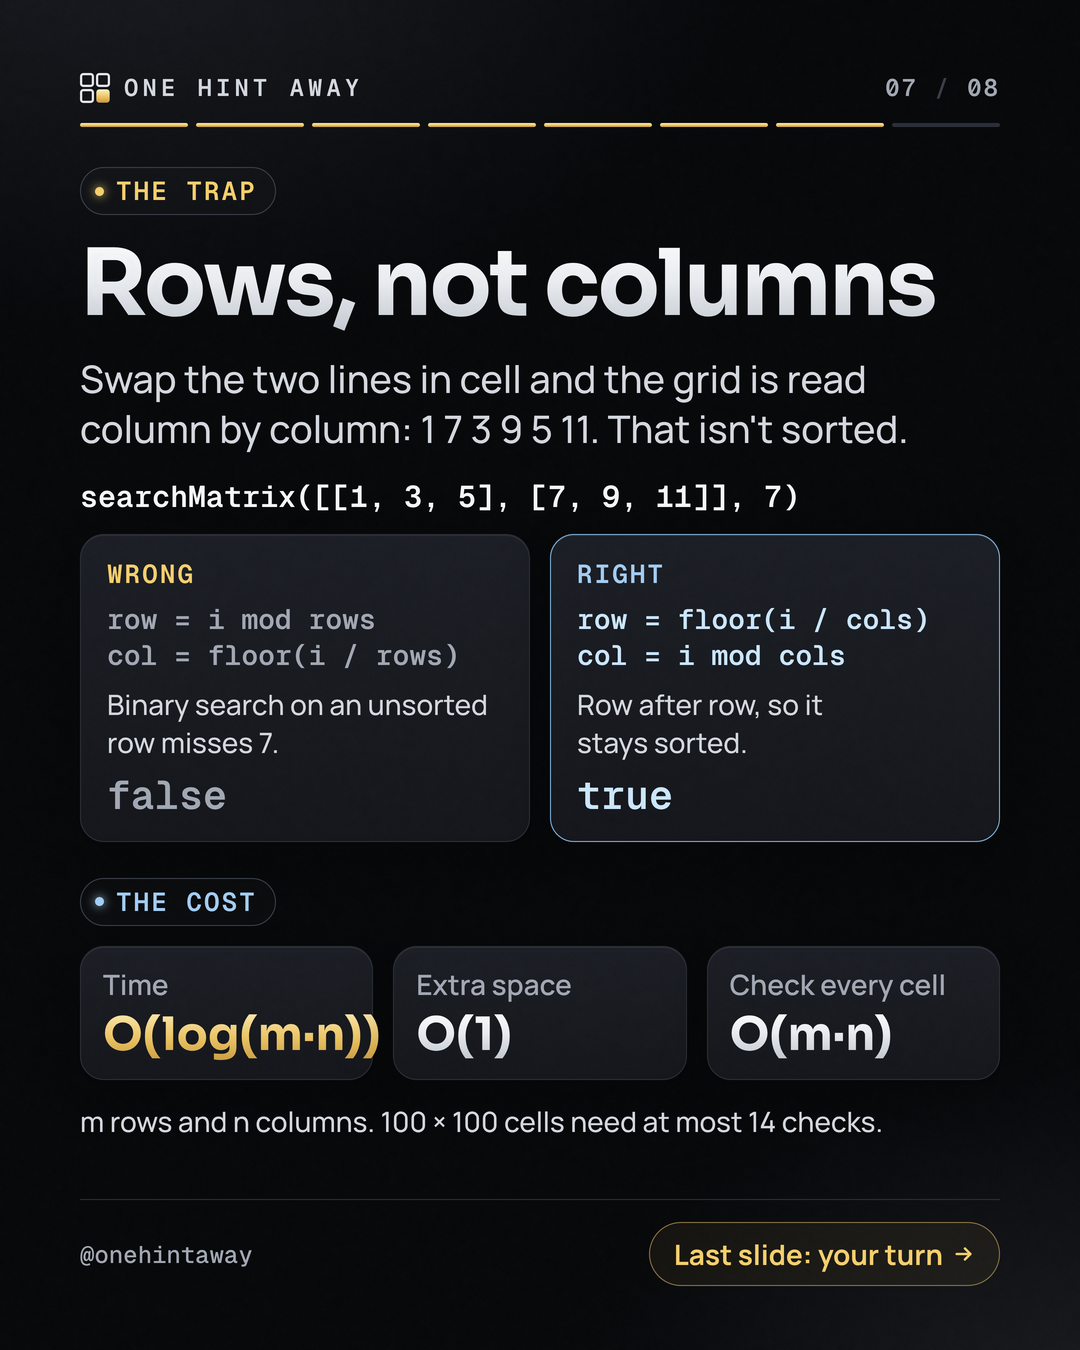 ONE HINT AWAY
07 / 08
THE TRAP
Rows, not columns
Swap the two lines in cell and the grid is read
column by column: 1 7 3 9 5 11. That isn't sorted.
searchMatrix([[1, 3, 5], [7, 9, 11]], 7)
WRONG
row = i mod rows
col = floor(i / rows)
Binary search on an unsorted
row misses 7.
false
RIGHT
row = floor(i / cols)
col = i mod cols
Row after row, so it
stays sorted.
true
THE COST
Time
O(log(m·n))
Extra space
O(1)
Check every cell
O(m·n)
m rows and n columns. 100 × 100 cells need at most 14 checks.
@onehintaway
Last slide: your turn →